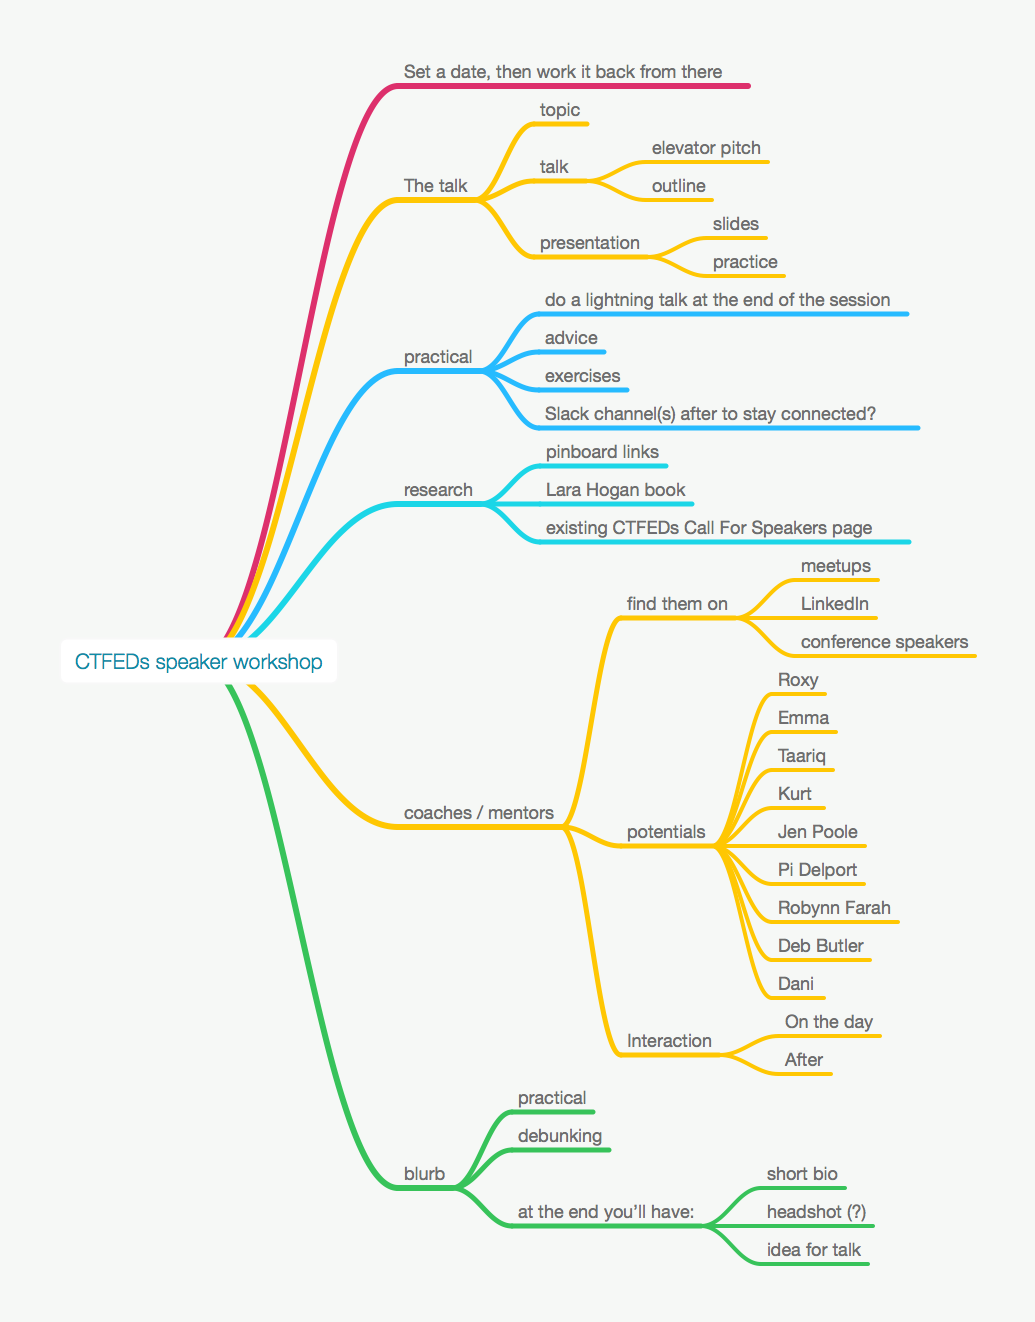 Set a date, then work it back from there
The talk
topic
talk
elevator pitch
outline
presentation
slides
practice
practical
do a lightning talk at the end of the session
advice
exercises
Slack channel(s) after to stay connected?
research
pinboard links
Lara Hogan book
existing CTFEDs Call For Speakers page
CTFEDs speaker workshop
coaches / mentors
find them on
meetups
LinkedIn
conference speakers
potentials
Roxy
Emma
Taariq
Kurt
Jen Poole
Pi Delport
Robynn Farah
Deb Butler
Dani
Interaction
On the day
After
blurb
practical
debunking
at the end you’ll have:
short bio
headshot (?)
idea for talk